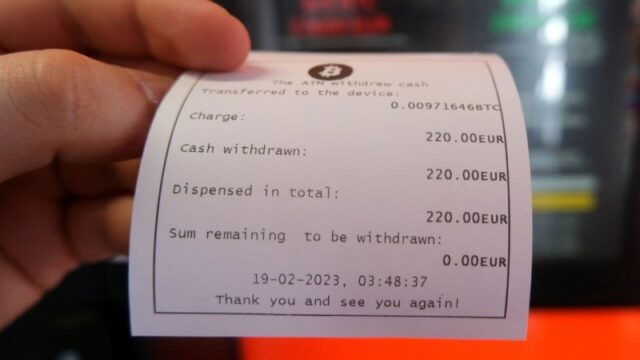 The ATM withdrew cash
Transferred to the device:
0.00971646BTC
Charge:
220.00EUR
Cash withdrawn:
220.00EUR
Dispensed in total:
220.00EUR
Sum remaining to be withdrawn:
0.00EUR
19-02-2023, 03:48:37
Thank you and see you again!